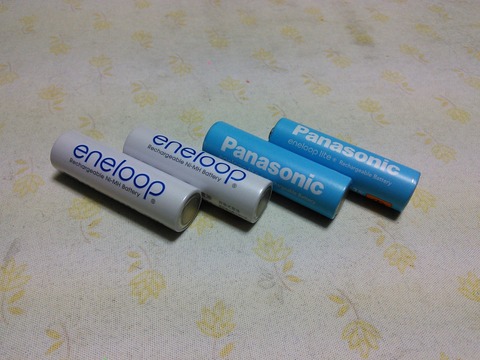 eneloop
Rechargeable Ni-MH Battery
eneloop
Rechargeable Ni-MH Battery
Panasonic
Panasonic
eneloop lite
Rechargeable Battery